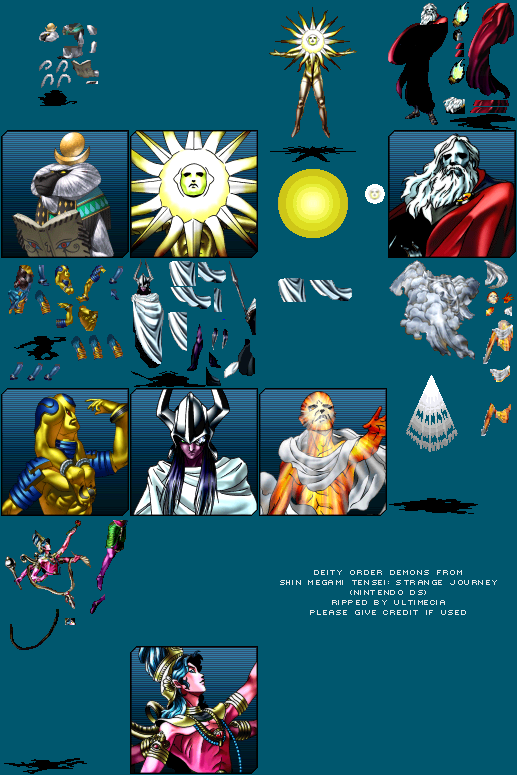 DEITY ORDER DEMONS FROM
SHIN MEGAMI TENSEI: STRANGE JOURNEY
(NINTENDO DS)
RIPPED BY ULTIMECIA
PLEASE GIVE CREDIT IF USED